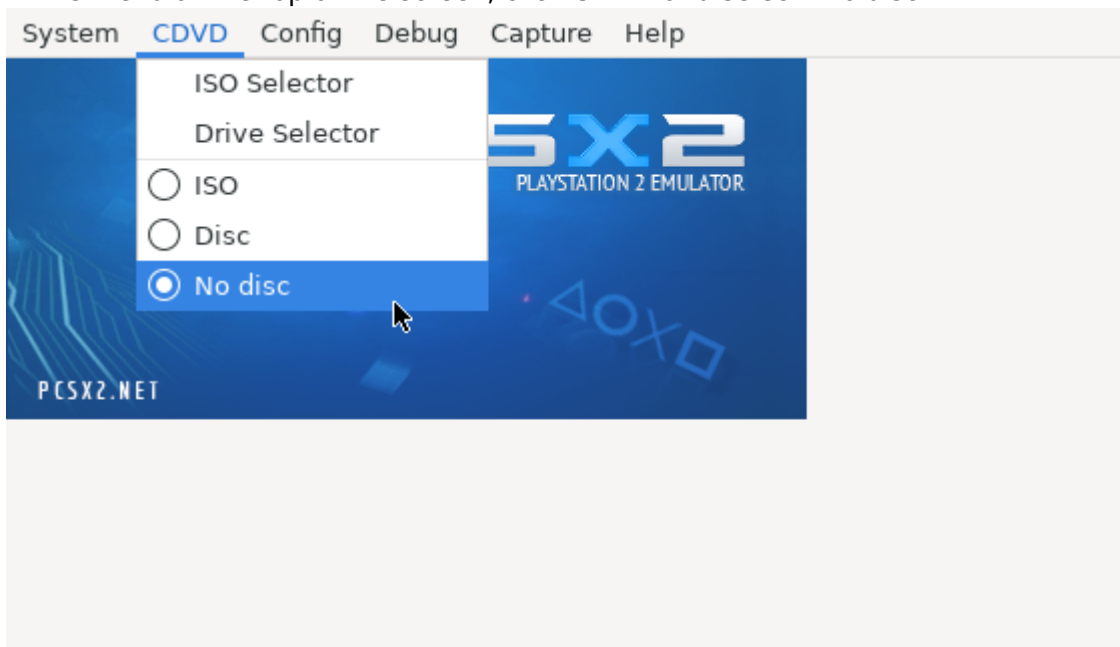 System CDVD Config Debug Capture Help
ISO Selector
Drive Selector
ISO
Disc
No disc
SX2
PLAYSTATION 2 EMULATOR
PCSX2.NET